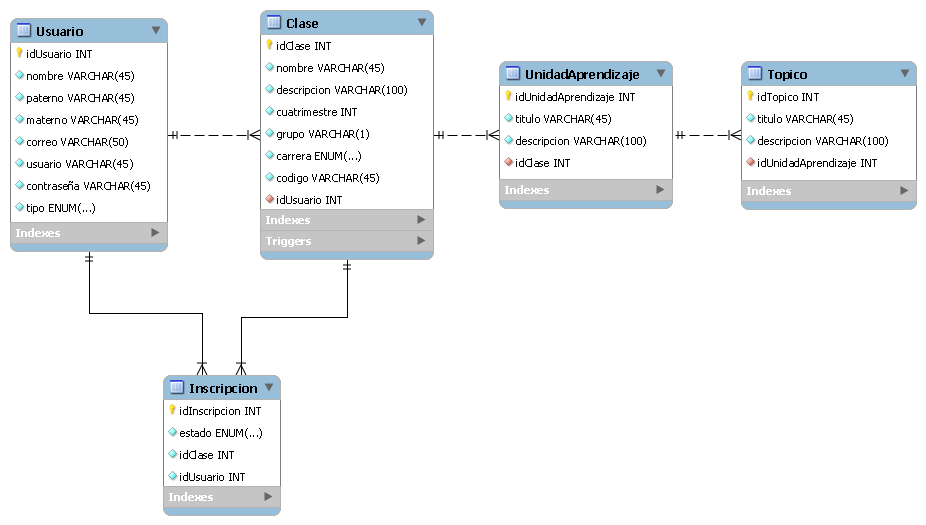 Usuario
idUsuario INT
nombre VARCHAR(45)
paterno VARCHAR(45)
materno VARCHAR(45)
correo VARCHAR(50)
usuario VARCHAR(45)
contraseña VARCHAR(45)
tipo ENUM(...)
Indexes
Clase
idClase INT
nombre VARCHAR(45)
descripcion VARCHAR(100)
cuatrimestre INT
grupo VARCHAR(1)
carrera ENUM(...)
codigo VARCHAR(45)
idUsuario INT
Indexes
Triggers
UnidadAprendizaje
idUnidadAprendizaje INT
titulo VARCHAR(45)
descripcion VARCHAR(100)
idClase INT
Indexes
Topico
idTopico INT
titulo VARCHAR(45)
descripcion VARCHAR(100)
idUnidadAprendizaje INT
Indexes
Inscripcion
idInscripcion INT
estado ENUM(...)
idClase INT
idUsuario INT
Indexes